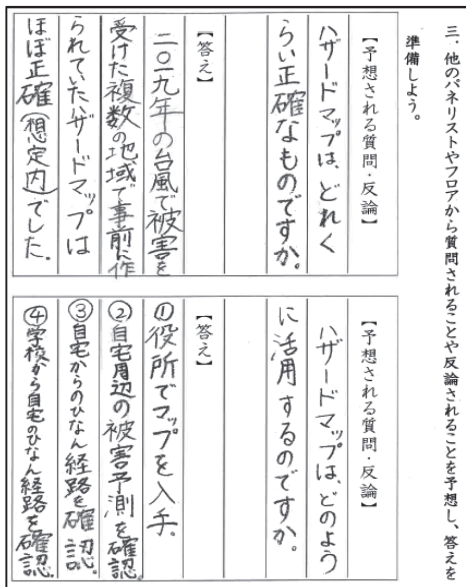 三．他のパネリストやフロアから質問されることや反論されることを予想し、答えを
準備しよう。
【予想される質問・反論】
ハザードマップは、どれく
らい正確なものですか。
【答え】
二〇一九年の台風で被害を
受けた複数の地域で事前に作
られていたハザードマップは
ほぼ正確(想定内)でした。
【予想される質問・反論】
ハザードマップは、どのよう
に活用するのですか。
【答え】
①役所でマップを入手。
②自宅周辺の被害予測を確認。
③自宅からのひなん経路を確認。
④学校から自宅のひなん経路を確認